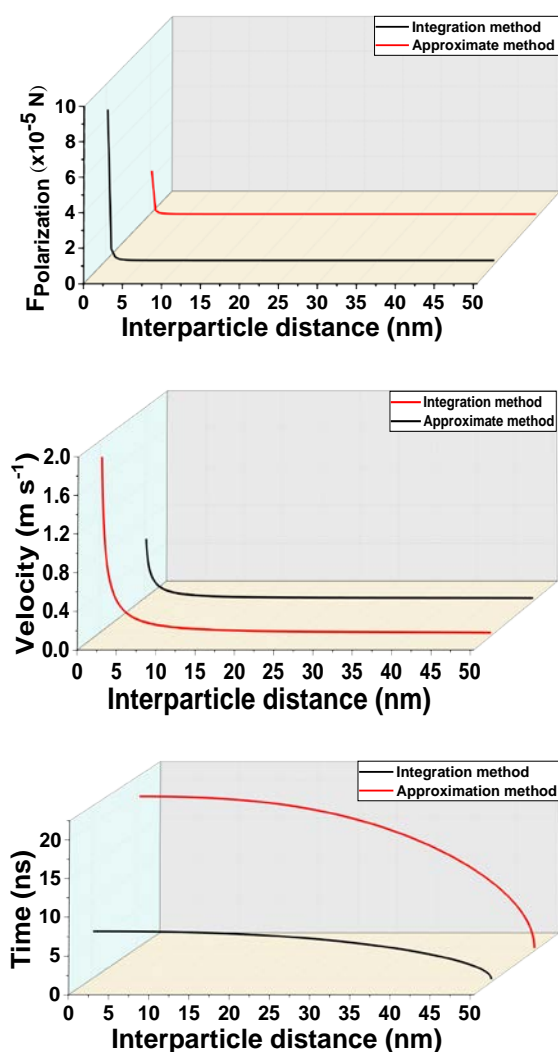 Integration method
Approximate method
F Polarization (x10-5 N)
10
8
6
4
2
0
0 5 10 15 20 25 30 35 40 45 50
Interparticle distance (nm)
Integration method
Approximate method
Velocity (m s-1)
2.0
1.6
1.2
0.8
0.4
0.0
0 5 10 15 20 25 30 35 40 45 50
Interparticle distance (nm)
Integration method
Approximation method
Time (ns)
20
15
10
5
0
0 5 10 15 20 25 30 35 40 45 50
Interparticle distance (nm)